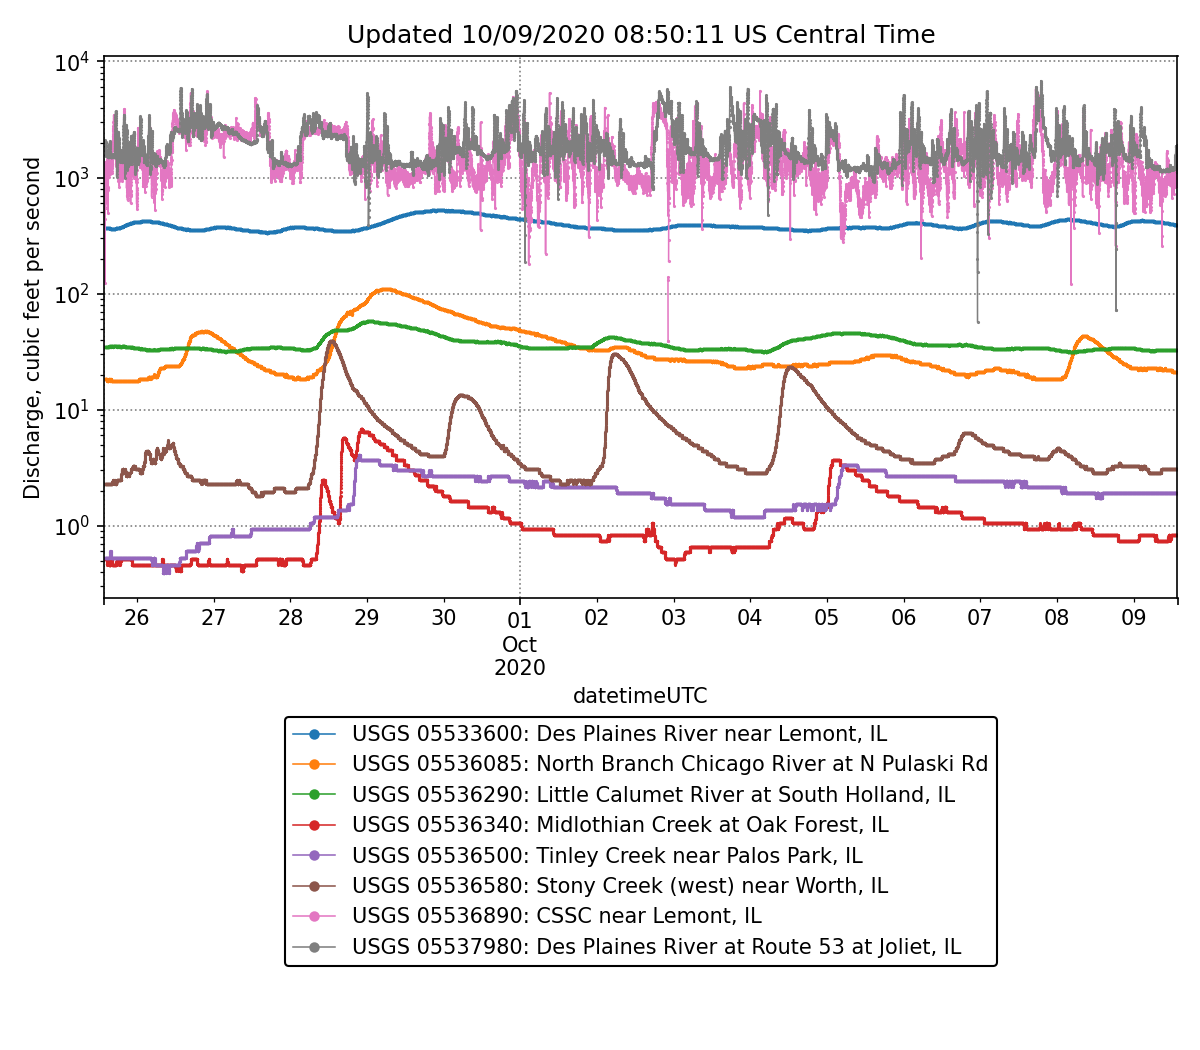 Updated 10/09/2020 08:50:11 US Central Time
Discharge, cubic feet per second
10^4
10^3
10^2
10^1
10^0
26 27 28 29 30 01 02 03 04 05 06 07 08 09
Oct
2020
datetimeUTC
USGS 05533600: Des Plaines River near Lemont, IL
USGS 05536085: North Branch Chicago River at N Pulaski Rd
USGS 05536290: Little Calumet River at South Holland, IL
USGS 05536340: Midlothian Creek at Oak Forest, IL
USGS 05536500: Tinley Creek near Palos Park, IL
USGS 05536580: Stony Creek (west) near Worth, IL
USGS 05536890: CSSC near Lemont, IL
USGS 05537980: Des Plaines River at Route 53 at Joliet, IL